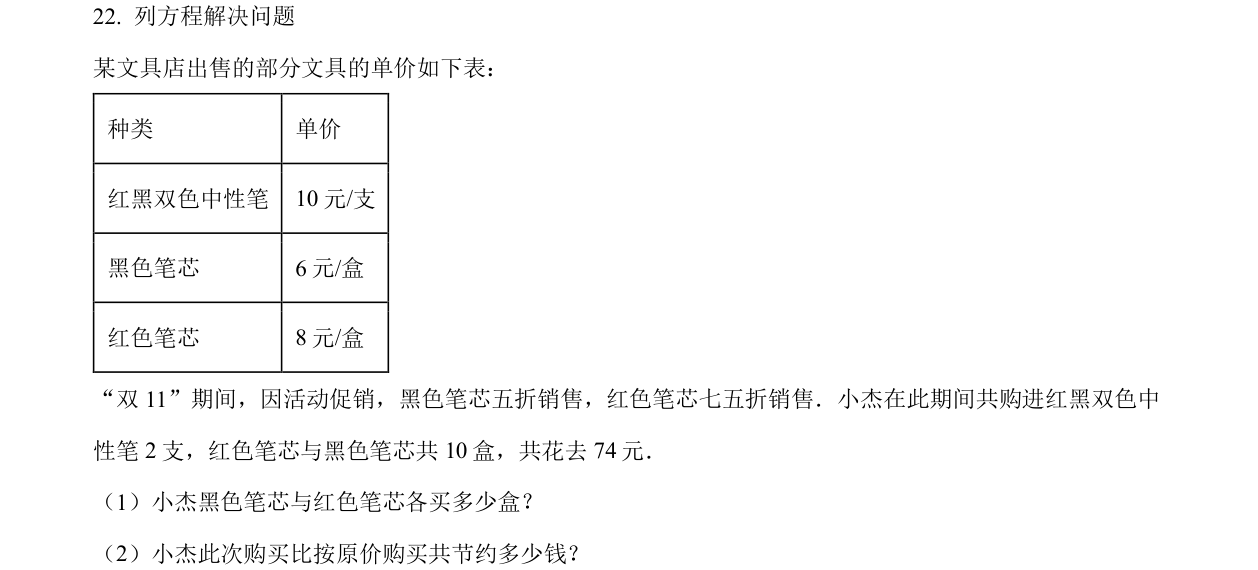 22. 列方程解决问题
某文具店出售的部分文具的单价如下表：
种类 单价
红黑双色中性笔 10 元/支
黑色笔芯 6 元/盒
红色笔芯 8 元/盒
“双 11”期间，因活动促销，黑色笔芯五折销售，红色笔芯七五折销售．小杰在此期间共购进红黑双色中
性笔 2 支，红色笔芯与黑色笔芯共 10 盒，共花去 74 元．
（1）小杰黑色笔芯与红色笔芯各买多少盒？
（2）小杰此次购买比按原价购买共节约多少钱？